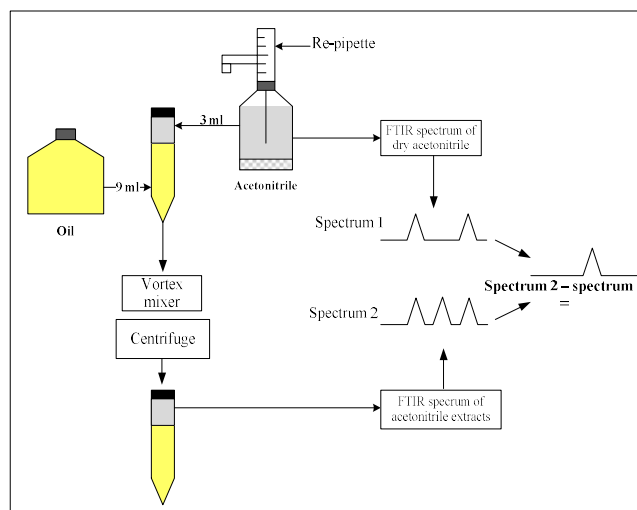 Re-pipette
3 ml
FTIR spectrum of
dry acetonitrile
Acetonitrile
9 ml
Oil
Spectrum 1
Vortex
mixer
Spectrum 2 – spectrum
=
Spectrum 2
Centrifuge
FTIR specrum of
acetonitrile extracts